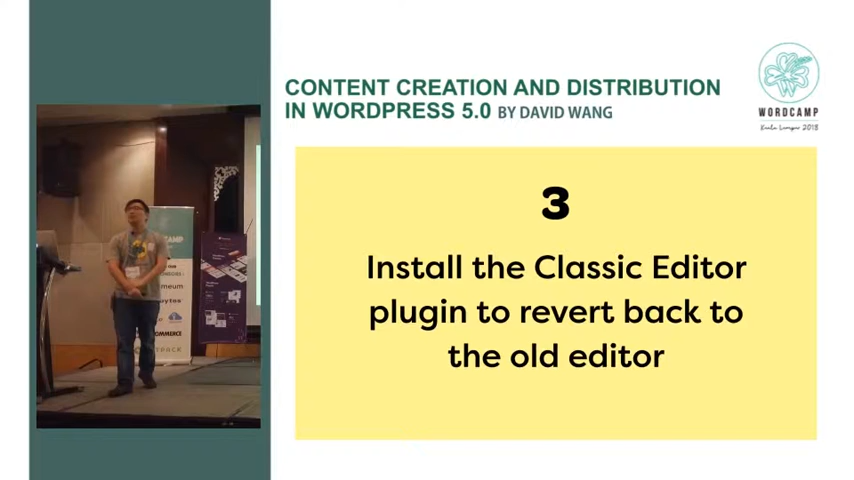 CONTENT CREATION AND DISTRIBUTION
IN WORDPRESS 5.0 BY DAVID WANG
WORDCAMP
Kuala Lumpur 2018
3
Install the Classic Editor
plugin to revert back to
the old editor